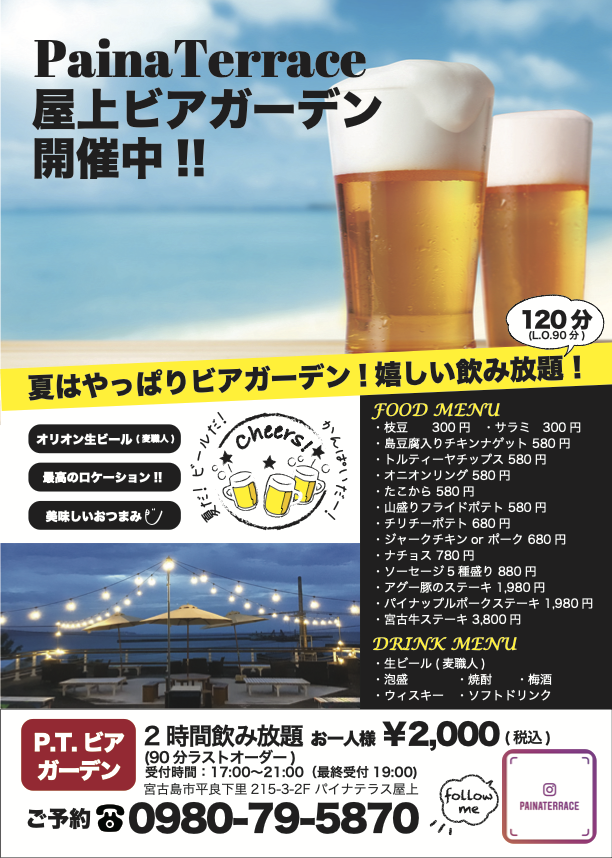 PainaTerrace
屋上ビアガーデン
開催中!!
120分
(L.O.90分)
夏はやっぱりビアガーデン!嬉しい飲み放題!
オリオン生ビール(麦職人)
最高のロケーション!!
美味しいおつまみ
夏だ!ビールだ!
かんぱいだー!
Cheers!
FOOD MENU
・枝豆　300円　・サラミ　300円
・島豆腐入りチキンナゲット 580円
・トルティーヤチップス 580円
・オニオンリング 580円
・たこから 580円
・山盛りフライドポテト 580円
・チリチーポテト 680円
・ジャークチキン or ポーク 680円
・ナチョス 780円
・ソーセージ5種盛り 880円
・アグー豚のステーキ 1,980円
・パイナップルポークステーキ 1,980円
・宮古牛ステーキ 3,800円
DRINK MENU
・生ビール(麦職人)
・泡盛　・焼酎　・梅酒
・ウィスキー　・ソフトドリンク
P.T.ビア
ガーデン
2時間飲み放題 お一人様 ¥2,000(税込)
(90分ラストオーダー)
受付時間:17:00〜21:00(最終受付19:00)
宮古島市平良下里215-3-2F パイナテラス屋上
ご予約☎0980-79-5870
follow
me
PAINATERRACE